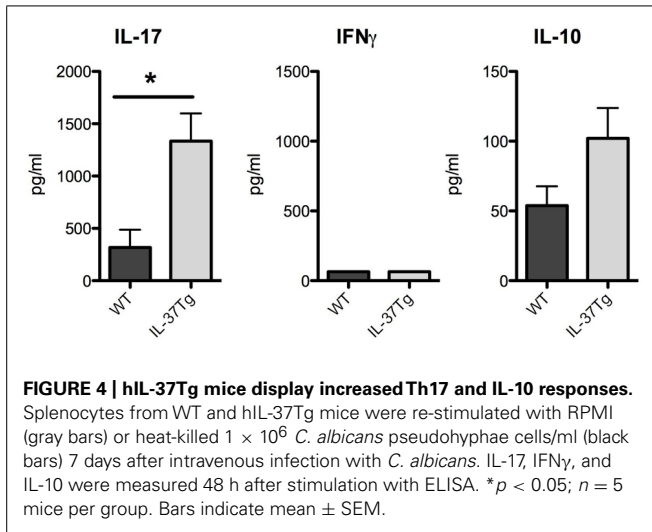 IL-17
IFNγ
IL-10
2000
1500
1000
500
0
pg/ml
*
WT
IL-37Tg
1500
1000
500
0
pg/ml
WT
IL-37Tg
150
100
50
0
pg/ml
WT
IL-37Tg
FIGURE 4 | hIL-37Tg mice display increased Th17 and IL-10 responses.
Splenocytes from WT and hIL-37Tg mice were re-stimulated with RPMI
(gray bars) or heat-killed 1 × 10⁶ C. albicans pseudohyphae cells/ml (black
bars) 7 days after intravenous infection with C. albicans. IL-17, IFNγ, and
IL-10 were measured 48 h after stimulation with ELISA. *p < 0.05; n = 5
mice per group. Bars indicate mean ± SEM.